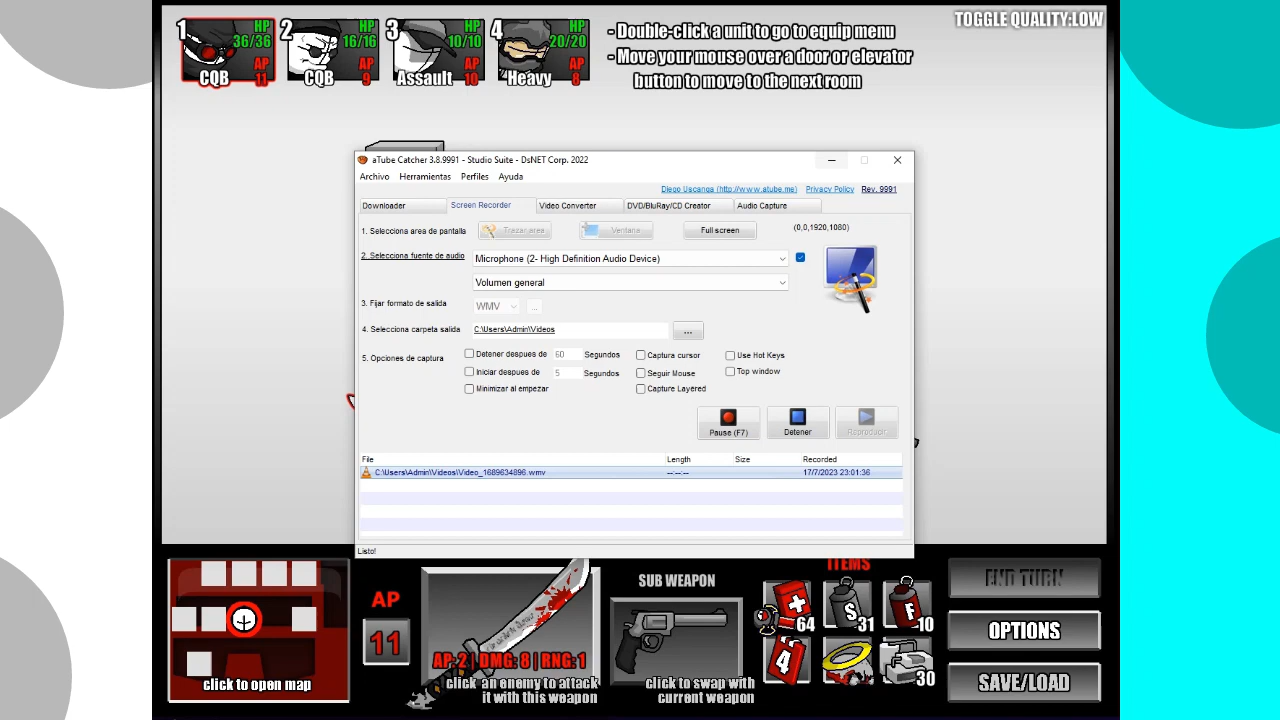 1 HP 36/36 AP 11 CQB
2 HP 16/16 AP 9 CQB
3 HP 10/10 AP 10 Assault
4 HP 20/20 AP 8 Heavy
- Double-click a unit to go to equip menu
- Move your mouse over a door or elevator
button to move to the next room
TOGGLE QUALITY:LOW
aTube Catcher 3.8.9991 - Studio Suite - DsNET Corp. 2022
Archivo Herramientas Perfiles Ayuda
Diego Uscanga (http://www.atube.me) Privacy Policy Rev. 9991
Downloader Screen Recorder Video Converter DVD/BluRay/CD Creator Audio Capture
1. Selecciona area de pantalla Trazar area Ventana Full screen (0,0,1920,1080)
2. Selecciona fuente de audio Microphone (2- High Definition Audio Device)
Volumen general
3. Fijar formato de salida WMV ...
4. Selecciona carpeta salida C:\Users\Admin\Videos ...
5. Opciones de captura Detener despues de 60 Segundos Captura cursor Use Hot Keys
Iniciar despues de 5 Segundos Seguir Mouse Top window
Minimizar al empezar Capture Layered
Pause (F7) Detener Reproducir
File Length Size Recorded
C:\Users\Admin\Videos\Video_1689634896.wmv --:--:-- 17/7/2023 23:01:36
Listo!
click to open map
AP
11
AP: 2 | DMG: 8 | RNG: 1
click an enemy to attack
it with this weapon
SUB WEAPON
click to swap with
current weapon
ITEMS
64 S 31 F 10
4 30
END TURN
OPTIONS
SAVE/LOAD